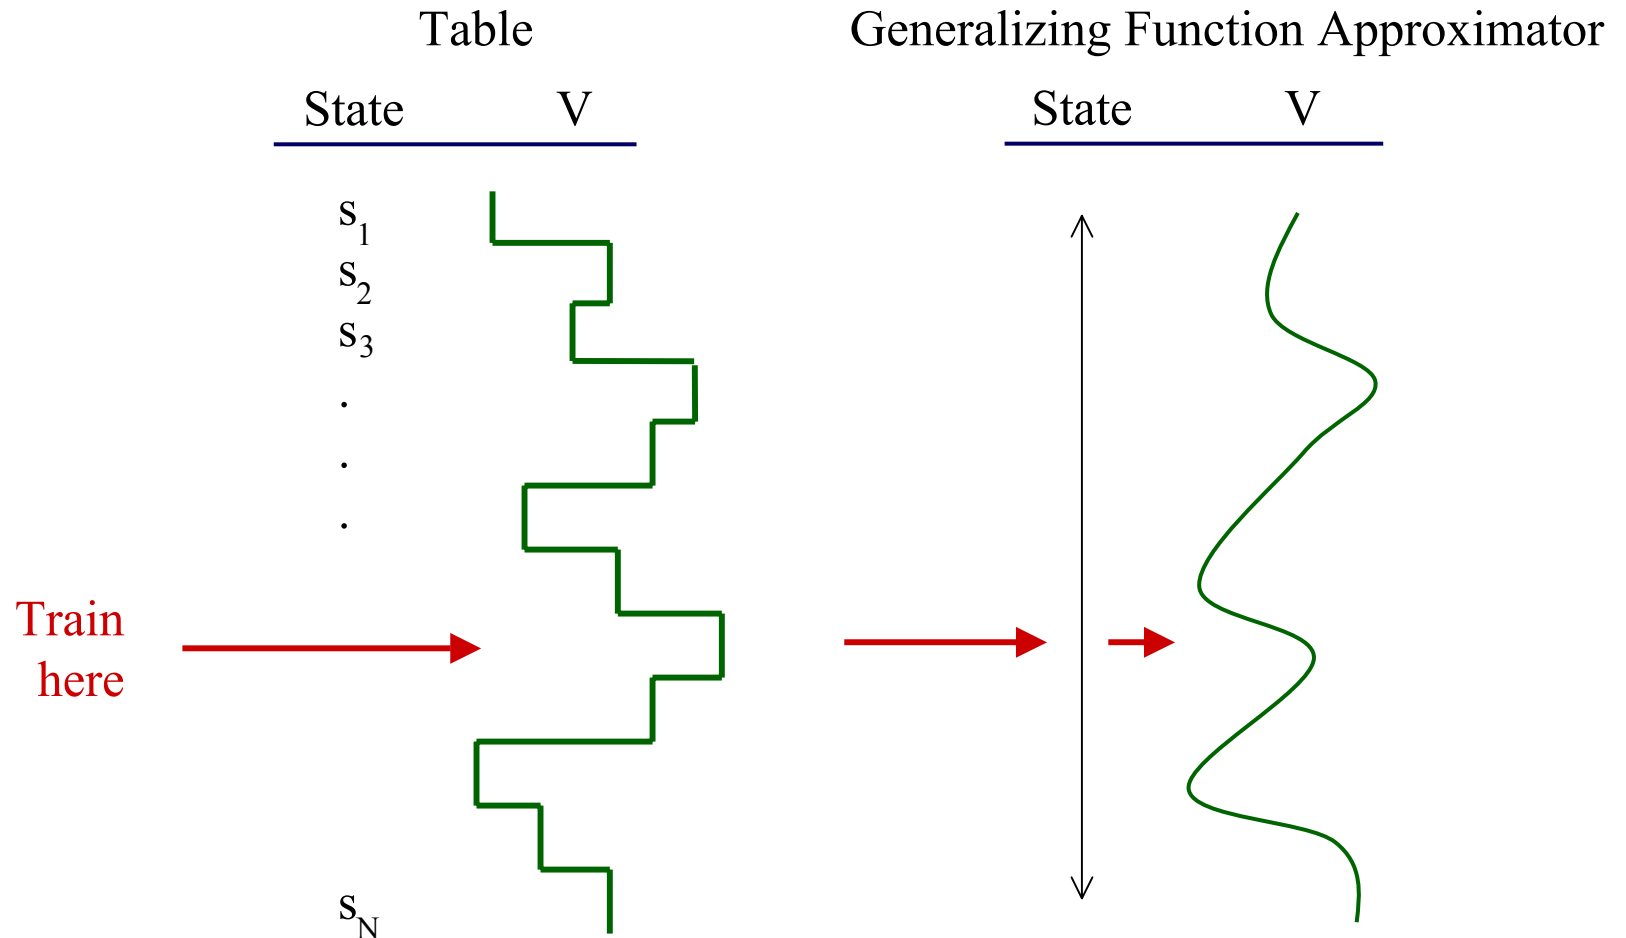 Table
Generalizing Function Approximator
State V
State V
s1
s2
s3
.
.
.
Train
here
sN